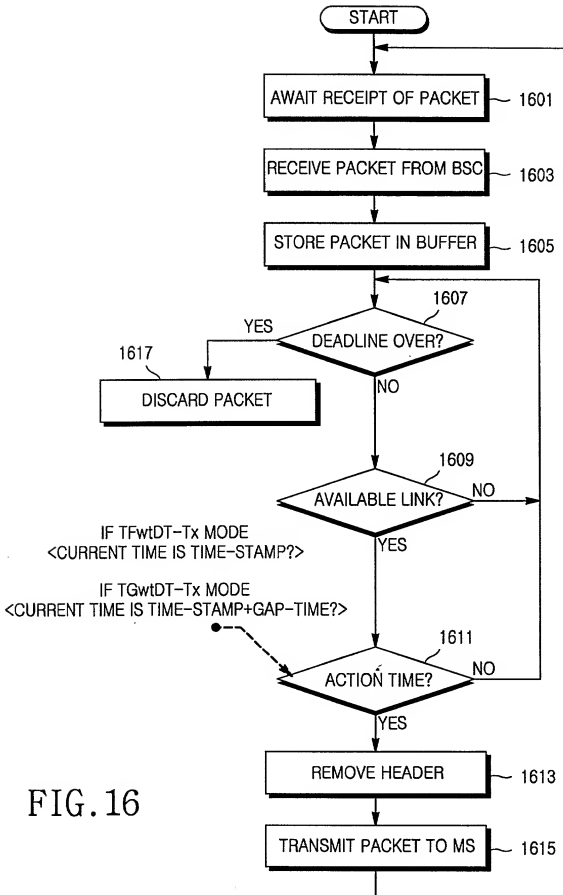 START
AWAIT RECEIPT OF PACKET
1601
RECEIVE PACKET FROM BSC
1603
STORE PACKET IN BUFFER
1605
1607
YES
DEADLINE OVER?
1617
DISCARD PACKET
NO
1609
AVAILABLE LINK?
NO
IF TFwtDT-Tx MODE
<CURRENT TIME IS TIME-STAMP?>
YES
IF TGwtDT-Tx MODE
<CURRENT TIME IS TIME-STAMP+GAP-TIME?>
1611
ACTION TIME?
NO
YES
REMOVE HEADER
1613
FIG.16
TRANSMIT PACKET TO MS
1615